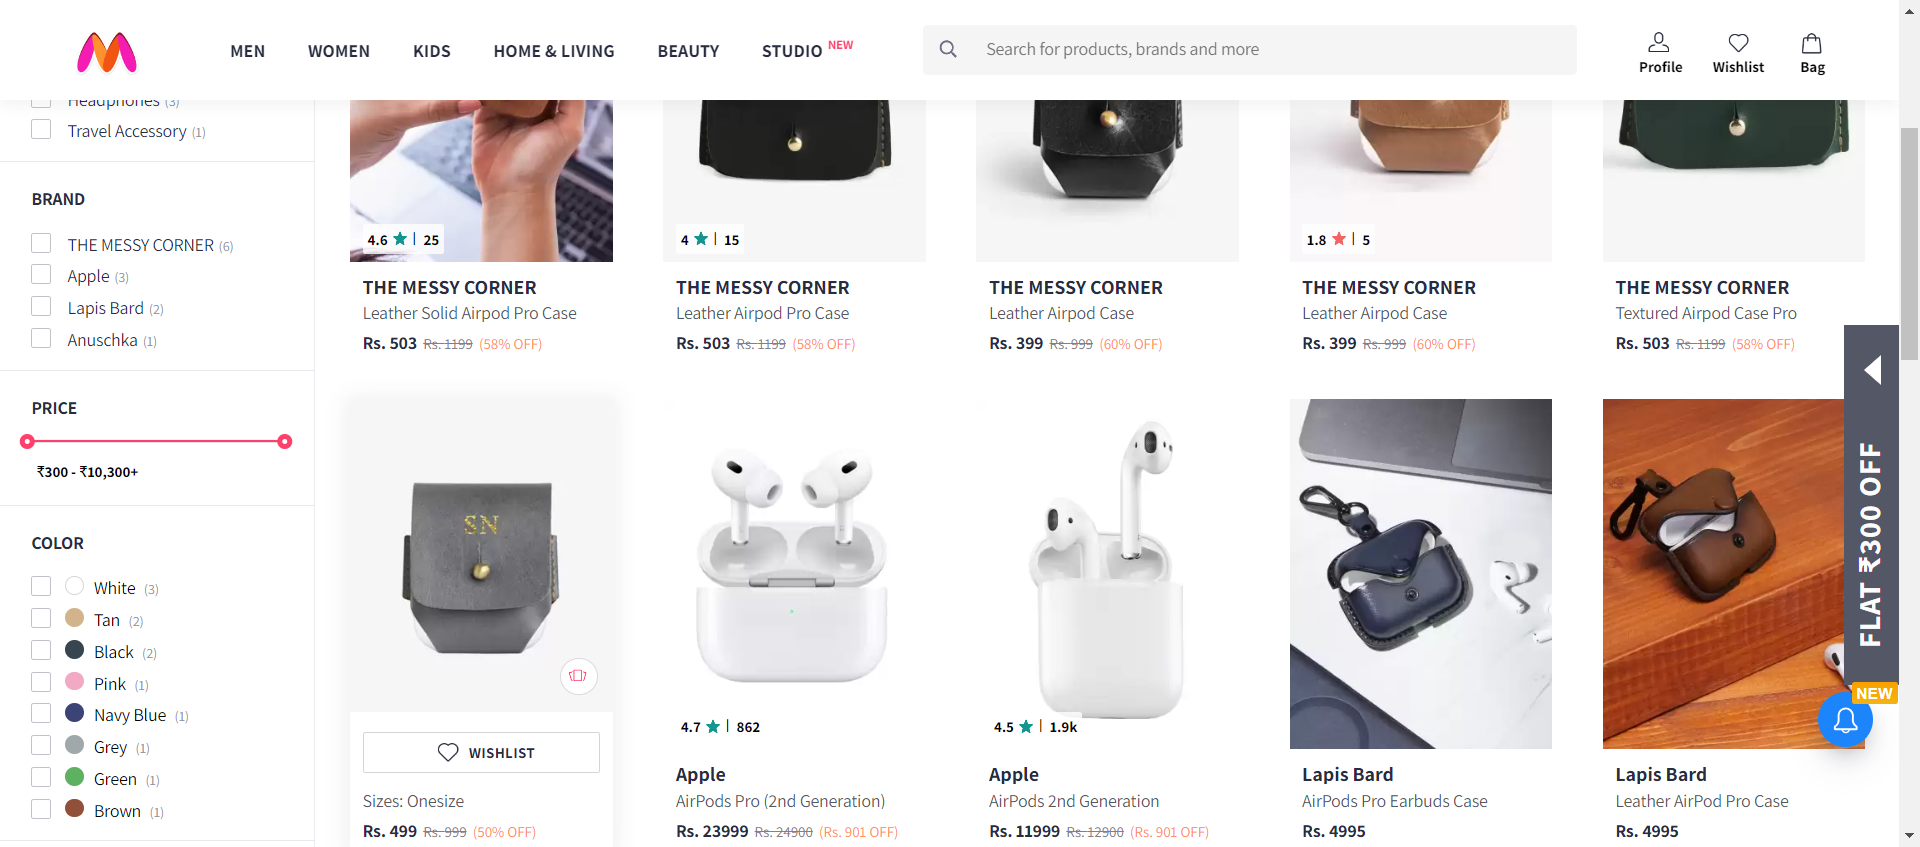 MEN WOMEN KIDS HOME & LIVING BEAUTY STUDIO NEW
Search for products, brands and more
Profile Wishlist Bag
Headphones (3)
Travel Accessory (1)
BRAND
THE MESSY CORNER (6)
Apple (3)
Lapis Bard (2)
Anuschka (1)
PRICE
₹300 - ₹10,300+
COLOR
White (3)
Tan (2)
Black (2)
Pink (1)
Navy Blue (1)
Grey (1)
Green (1)
Brown (1)
4.6 | 25
THE MESSY CORNER
Leather Solid Airpod Pro Case
Rs. 503 Rs. 1199 (58% OFF)
4 | 15
THE MESSY CORNER
Leather Airpod Pro Case
Rs. 503 Rs. 1199 (58% OFF)
THE MESSY CORNER
Leather Airpod Case
Rs. 399 Rs. 999 (60% OFF)
1.8 | 5
THE MESSY CORNER
Leather Airpod Case
Rs. 399 Rs. 999 (60% OFF)
THE MESSY CORNER
Textured Airpod Case Pro
Rs. 503 Rs. 1199 (58% OFF)
SN
WISHLIST
Sizes: Onesize
Rs. 499 Rs. 999 (50% OFF)
4.7 | 862
Apple
AirPods Pro (2nd Generation)
Rs. 23999 Rs. 24900 (Rs. 901 OFF)
4.5 | 1.9k
Apple
AirPods 2nd Generation
Rs. 11999 Rs. 12900 (Rs. 901 OFF)
Lapis Bard
AirPods Pro Earbuds Case
Rs. 4995
Lapis Bard
Leather AirPod Pro Case
Rs. 4995
FLAT ₹300 OFF
NEW